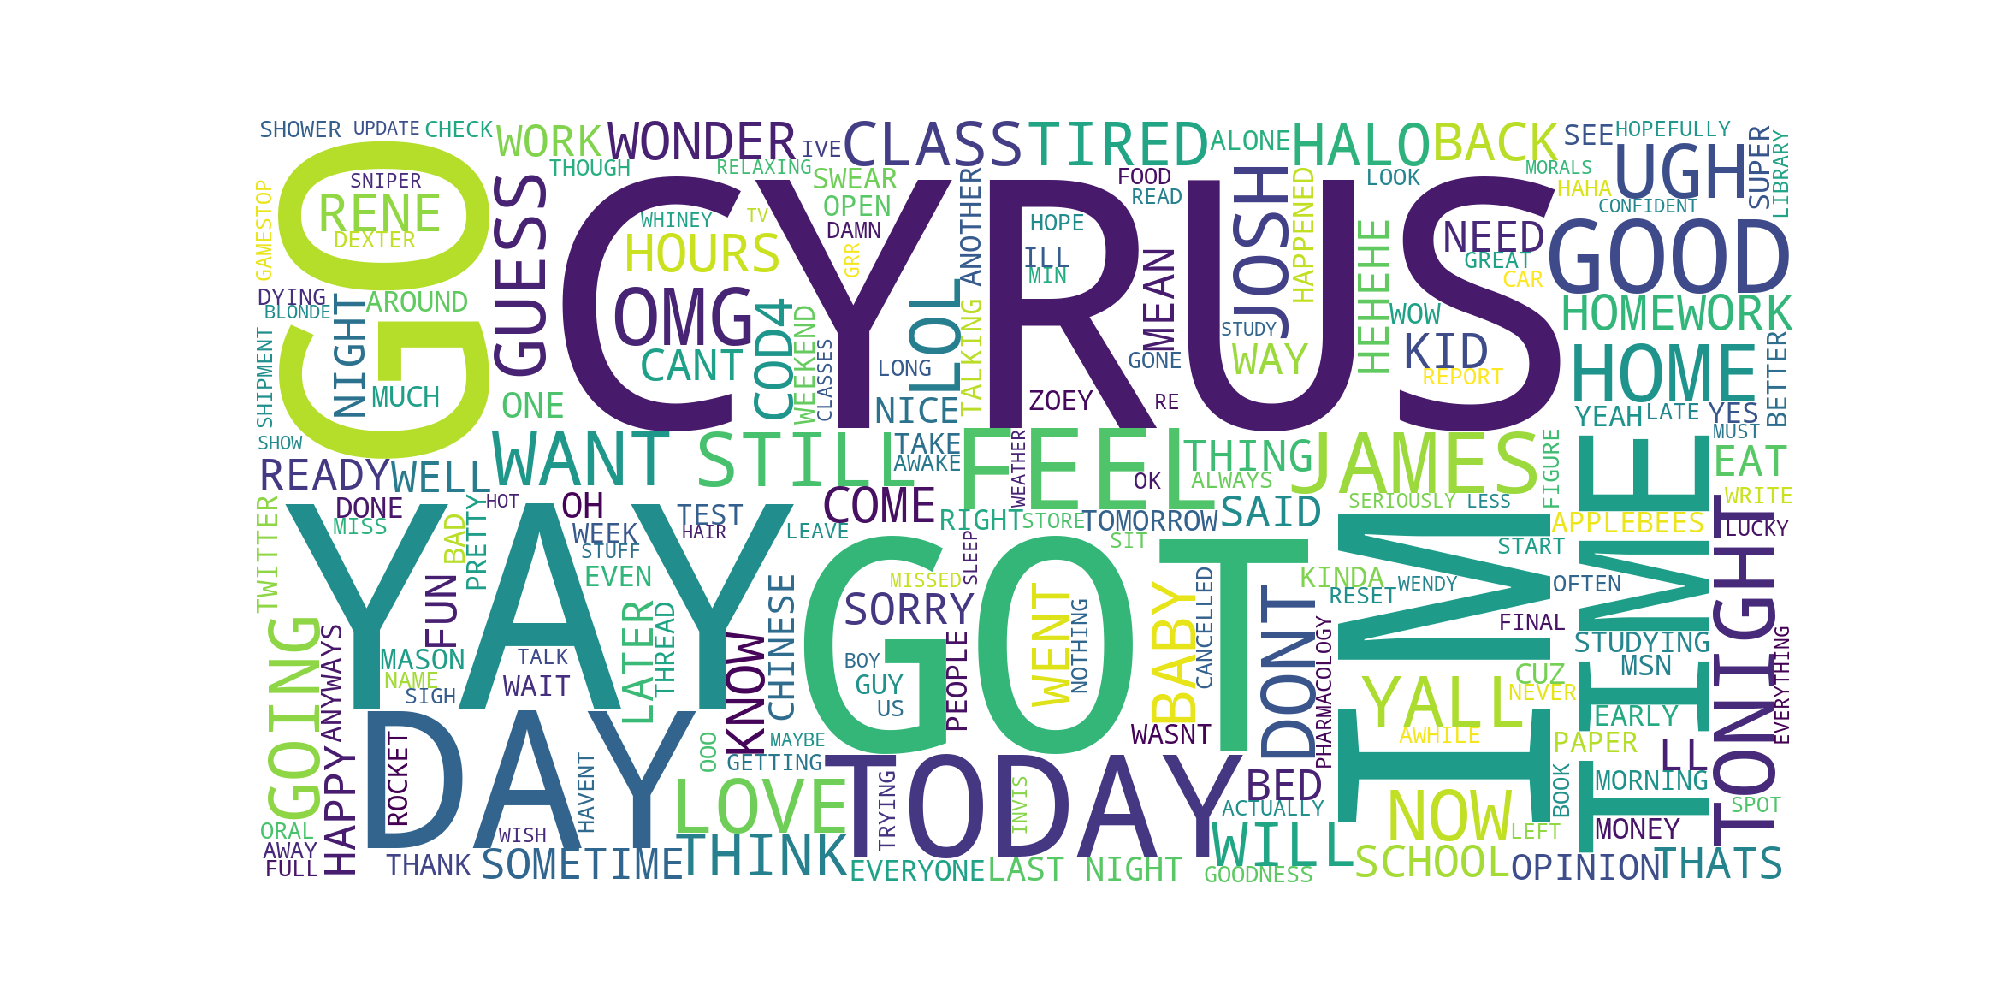 SHOWER
UPDATE
CHECK
WORK
WONDER
IVE
CLASS
TIRED
ALONE
HALO
BACK
SEE
HOPEFULLY
UGH
SUPER
LIBRARY
GO
SNIPER
RENE
DEXTER
GAMESTOP
THOUGH
RELAXING
SWEAR
OPEN
ANOTHER
FOOD
READ
JOSH
HAPPENED
LOOK
MORALS
HAHA
CONFIDENT
GUESS
CYRUS
WHINEY
TV
HOURS
DAMN
GRR
HOPE
ILL
MIN
MEAN
HEHEHE
NEED
GREAT
CAR
GOOD
DYING
BLONDE
AROUND
NIGHT
OMG
CANT
COD4
WEEKEND
CLASSES
LONG
LOL
TALKING
STUDY
WAY
WOW
KID
REPORT
HOMEWORK
HOME
SHIPMENT
MUCH
ONE
NICE
ZOEY
GONE
RE
YEAH
LATE
YES
MUST
BETTER
SHOW
READY
WELL
WANT
STILL
TAKE
AWAKE
FEEL
WEATHER
THING
ALWAYS
OK
JAMES
FIGURE
TIME
EAT
TWITTER
DONE
MISS
BAD
PRETTY
HOT
OH
WEEK
STUFF
EVEN
TEST
HAIR
LEAVE
COME
RIGHT
STORE
TOMORROW
SIT
SAID
SERIOUSLY
LESS
APPLEBEES
WRITE
LUCKY
START
TIME
TONIGHT
YAY
FUN
GOT
SLEEP
MISSED
SORRY
WENT
NOTHING
BABY
CANCELLED
DONT
KINDA
RESET
WENDY
OFTEN
FINAL
STUDYING
MSN
GOING
ANYWAYS
MASON
NAME
SIGH
TALK
WAIT
LATER
THREAD
KNOW
CHINESE
BOY
GUY
US
PEOPLE
WASNT
PHARMACOLOGY
YALL
CUZ
NEVER
EARLY
EVERYTHING
HAPPY
ROCKET
DAY
HAVENT
WISH
OOO
MAYBE
GETTING
LOVE
TODAY
TRYING
INVIS
BED
ACTUALLY
AWHILE
NOW
PAPER
LL
MORNING
BOOK
SPOT
ORAL
AWAY
FULL
THANK
SOMETIME
THINK
EVERYONE
LAST NIGHT
WILL
GOODNESS
SCHOOL
LEFT
MONEY
OPINION
THATS